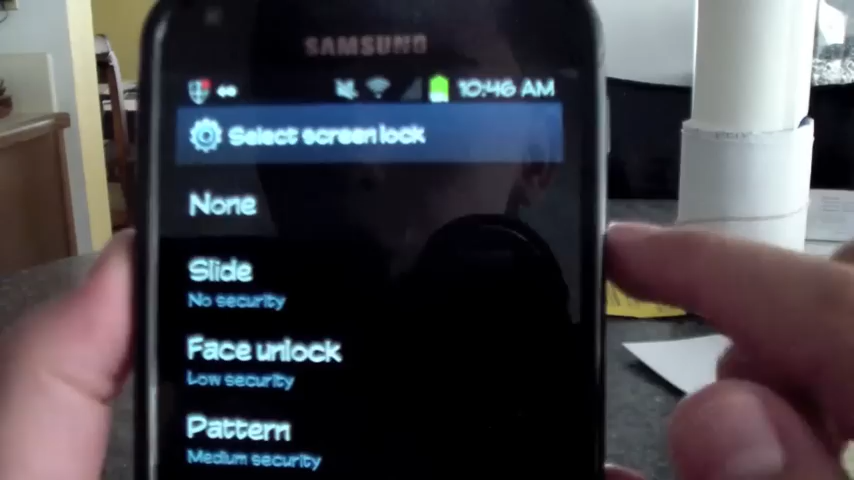 SAMSUNG
10:46 AM
Select screen lock
None
Slide
No security
Face unlock
Low security
Pattern
Medium security